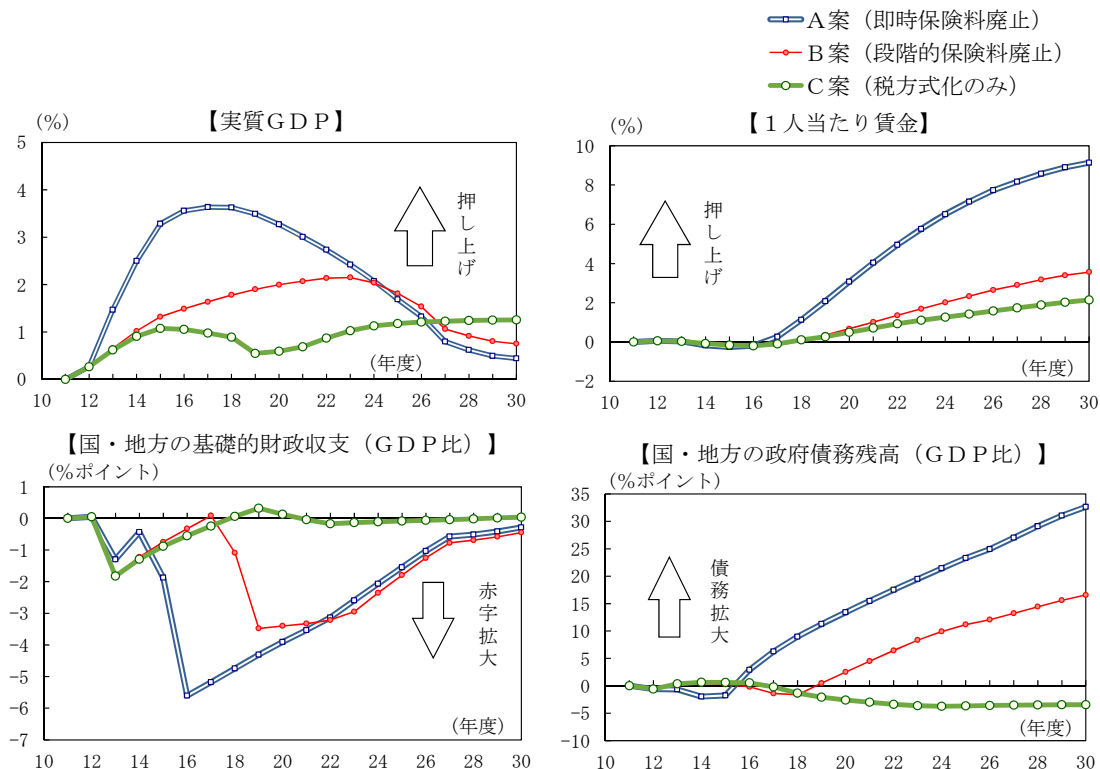 A案(即時保険料廃止)
B案(段階的保険料廃止)
C案(税方式化のみ)
【実質GDP】
(%)
5
4
3
2
1
0
押し上げ
(年度)
10 12 14 16 18 20 22 24 26 28 30
【1人当たり賃金】
(%)
10
8
6
4
2
0
-2
押し上げ
(年度)
10 12 14 16 18 20 22 24 26 28 30
【国・地方の基礎的財政収支(GDP比)】
(%ポイント)
1
0
-1
-2
-3
-4
-5
-6
-7
赤字拡大
(年度)
10 12 14 16 18 20 22 24 26 28 30
【国・地方の政府債務残高(GDP比)】
(%ポイント)
35
30
25
20
15
10
5
0
-5
-10
債務拡大
(年度)
10 12 14 16 18 20 22 24 26 28 30